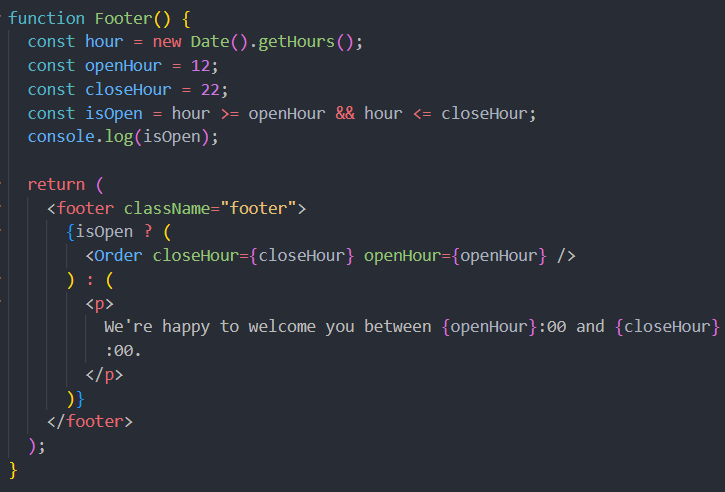 function Footer() {
const hour = new Date().getHours();
const openHour = 12;
const closeHour = 22;
const isOpen = hour >= openHour && hour <= closeHour;
console.log(isOpen);
return (
<footer className="footer">
{isOpen ? (
<Order closeHour={closeHour} openHour={openHour} />
) : (
<p>
We're happy to welcome you between {openHour}:00 and {closeHour}
:00.
</p>
)}
</footer>
);
}